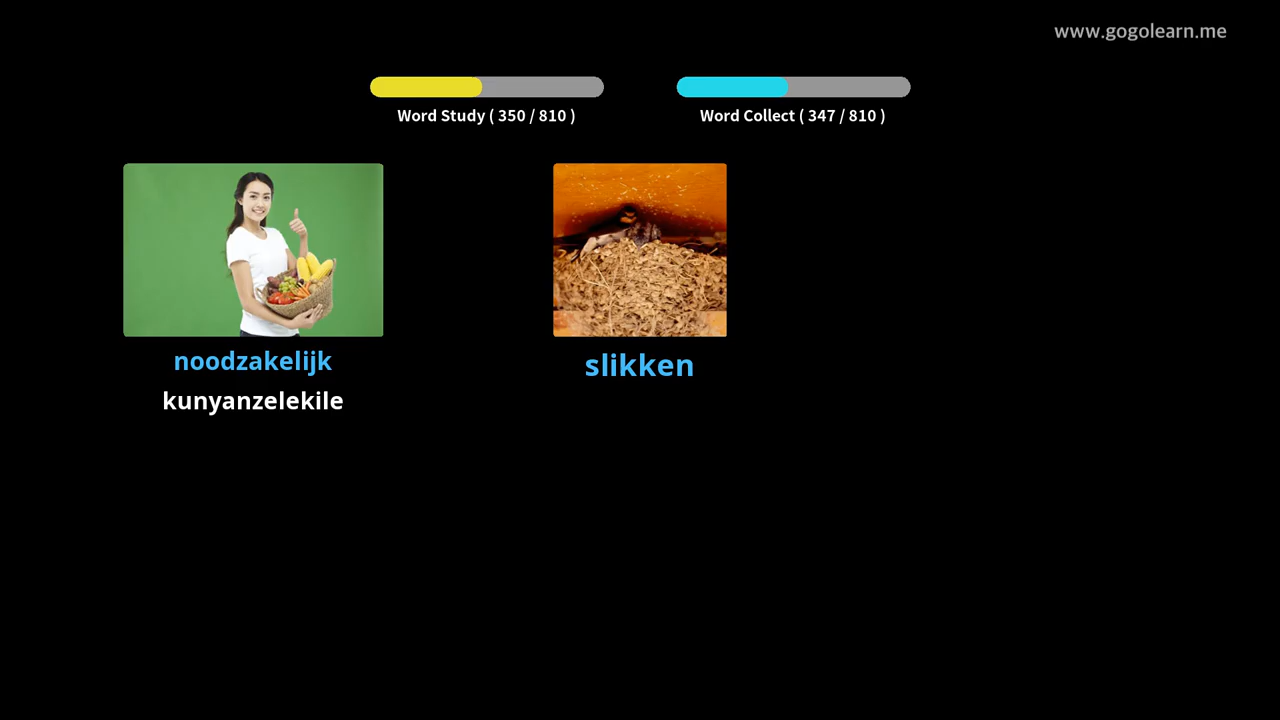 www.gogolearn.me
Word Study ( 350 / 810 )
Word Collect ( 347 / 810 )
noodzakelijk
kunyanzelekile
slikken